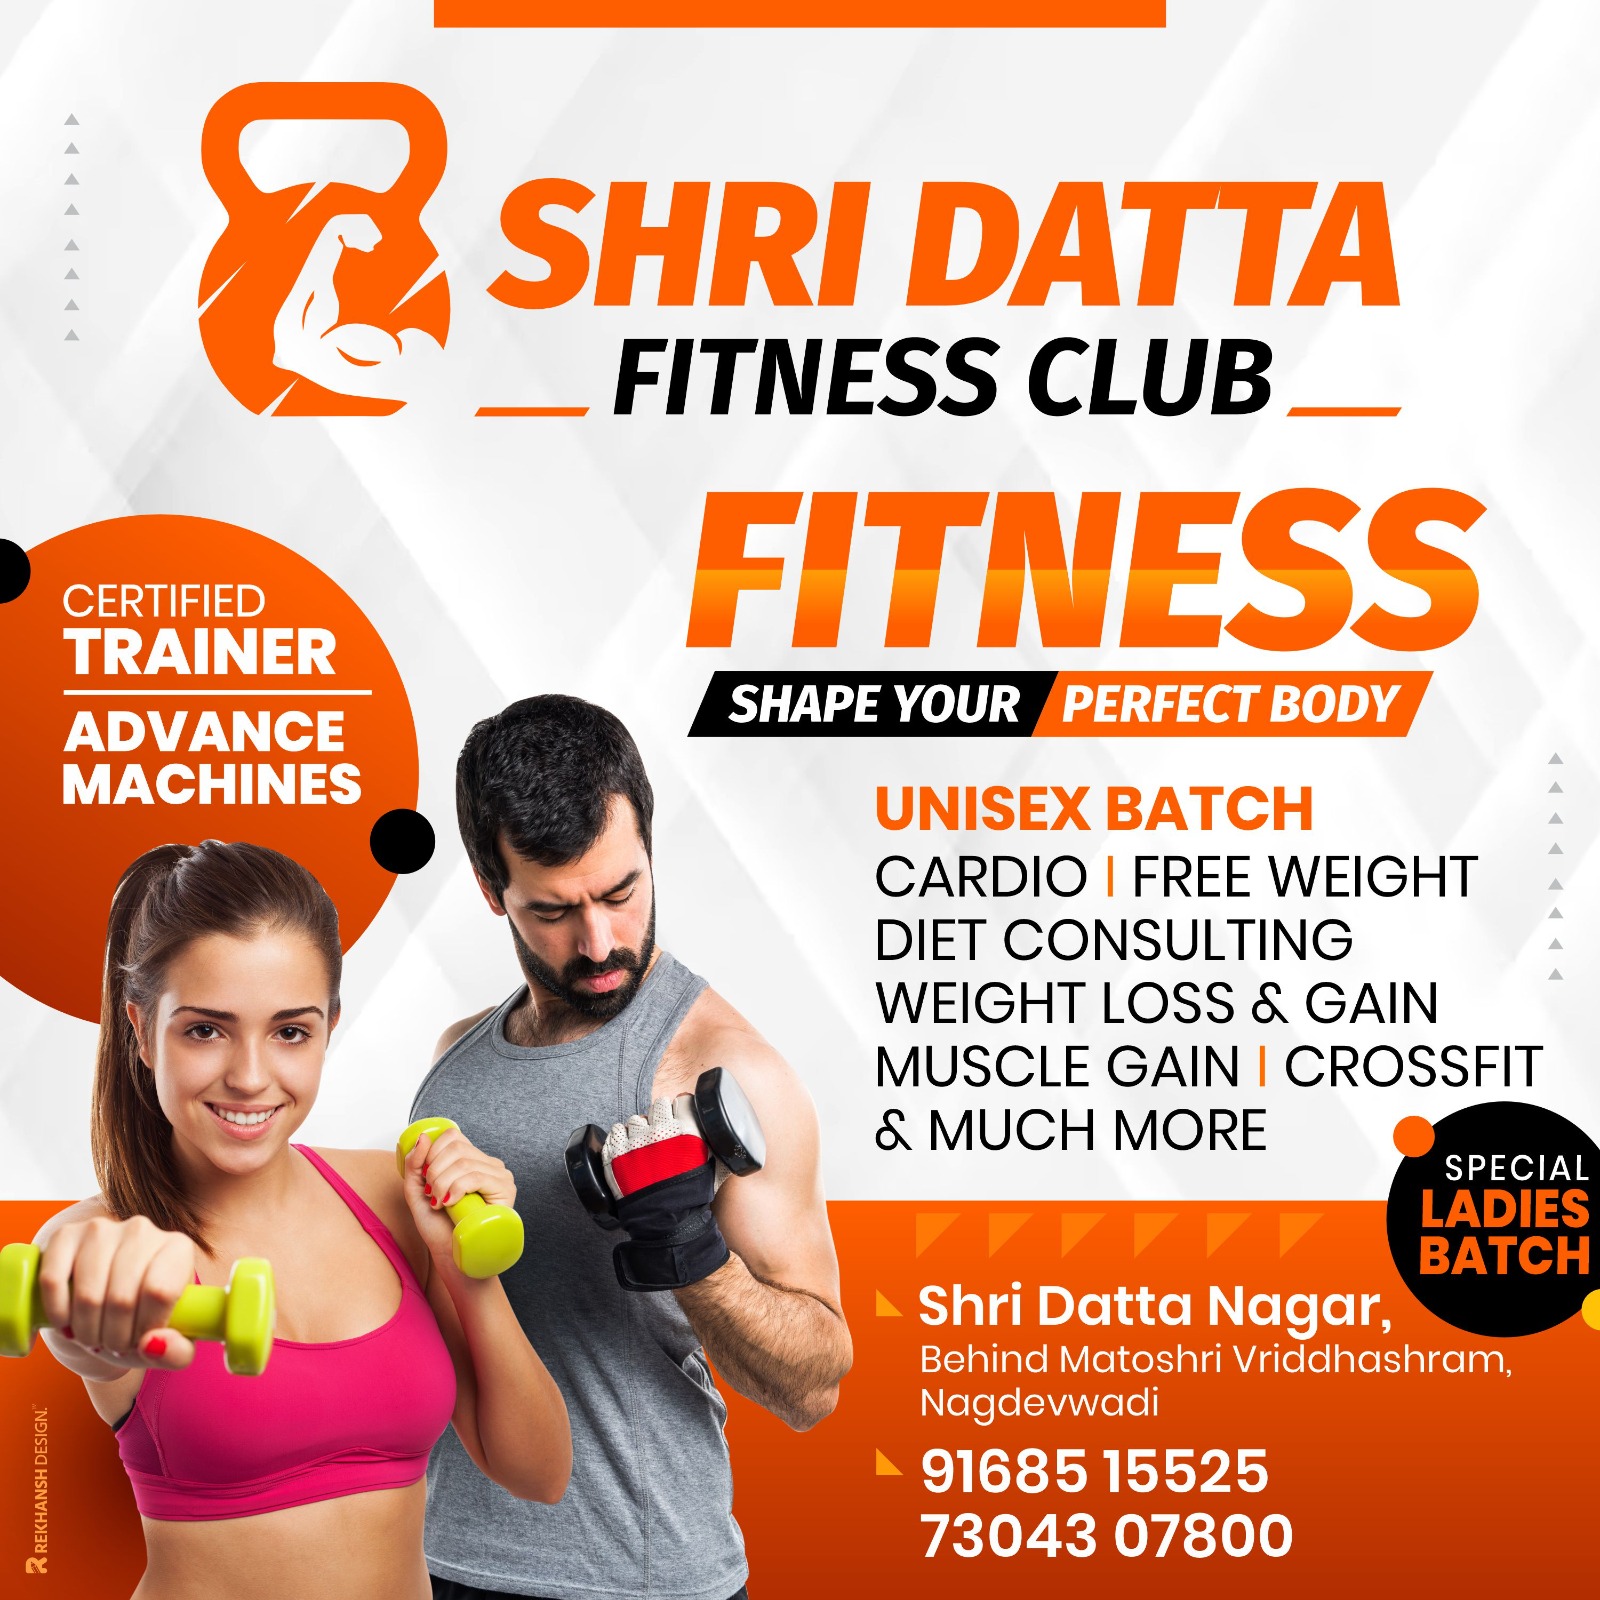 SHRI DATTA
FITNESS CLUB
FITNESS
SHAPE YOUR PERFECT BODY
CERTIFIED
TRAINER
ADVANCE
MACHINES
UNISEX BATCH
CARDIO | FREE WEIGHT
DIET CONSULTING
WEIGHT LOSS & GAIN
MUSCLE GAIN | CROSSFIT
& MUCH MORE
SPECIAL
LADIES
BATCH
Shri Datta Nagar,
Behind Matoshri Vriddhashram,
Nagdevwadi
91685 15525
73043 07800
REKHANSH DESIGN.™